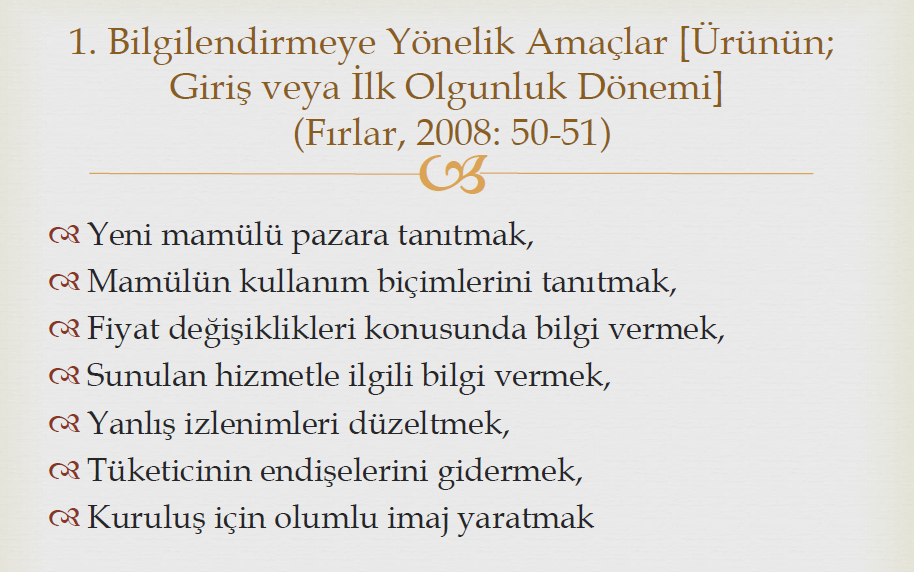 1. Bilgilendirmeye Yönelik Amaçlar [Ürünün;
Giriş veya İlk Olgunluk Dönemi]
(Fırlar, 2008: 50-51)
Yeni mamülü pazara tanıtmak,
Mamülün kullanım biçimlerini tanıtmak,
Fiyat değişiklikleri konusunda bilgi vermek,
Sunulan hizmetle ilgili bilgi vermek,
Yanlış izlenimleri düzeltmek,
Tüketicinin endişelerini gidermek,
Kuruluş için olumlu imaj yaratmak